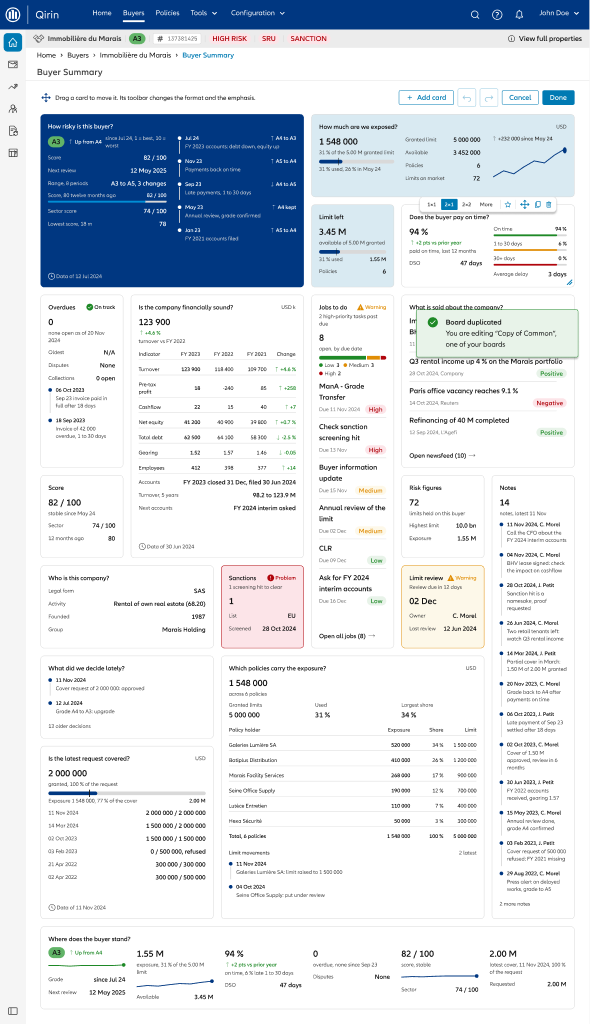 Qirin
Home Buyers Policies Tools Configuration
John Doe
Immobilière du Marais A3 # 137381425 HIGH RISK SRU SANCTION
View full properties
Home > Buyers > Immobilière du Marais > Buyer Summary
Buyer Summary
Drag a card to move it. Its toolbar changes the format and the emphasis.
+ Add card
Cancel
Done
How risky is this buyer?
A3 ↑ Up from A4
since Jul 24, 1 = best, 10 = worst
Score 82 / 100
Next review 12 May 2025
Range, 8 periods A3 to A5, 3 changes
Score, 80 twelve months ago 82 / 100
Sector score 74 / 100
Lowest score, 18 m 78
Jul 24 ↑ A4 to A3
FY 2023 accounts: debt down, equity up
Nov 23 ↑ A5 to A4
Payments back on time
Sep 23 ↓ A4 to A5
Late payments, 1 to 30 days
May 23 ↑ A4 kept
Annual review, grade confirmed
Jan 23 ↑ A5 to A4
FY 2021 accounts filed
Data of 12 Jul 2024
How much are we exposed? USD
1 548 000
31 % of the 5.00 M granted limit
31 % used, 26 % in May 24
Granted limit 5 000 000
Available 3 452 000
Policies 6
Limits on market 72
↑ +232 000 since May 24
1×1 2×1 2×2 More
Limit left
3.45 M
available of 5.00 M granted
31 % used 1.55 M
Policies 6
Does the buyer pay on time?
94 %
↑ +2 pts vs prior year
paid on time, last 12 months
DSO 47 days
On time 94 %
1 to 30 days 6 %
30+ days 0 %
Average delay 3 days
Overdues On track
0
none open as of 20 Nov 2024
Oldest N/A
Disputes None
Collections 0 open
06 Oct 2023
Sep 23 invoice paid in full after 18 days
18 Sep 2023
Invoice of 42 000 overdue, 1 to 30 days
Is the company financially sound? USD k
123 900
↑ +4.6 %
turnover vs FY 2022
Indicator FY 2023 FY 2022 FY 2021 Change
Turnover 123 900 118 400 109 700 ↑ +4.6 %
Pre-tax profit 18 -240 85 ↑ +258
Cashflow 22 15 40 ↑ +7
Net equity 41 200 40 900 39 800 ↑ +0.7 %
Total debt 62 500 64 100 58 300 ↓ -2.5 %
Gearing 1.52 1.57 1.46 ↓ -0.05
Employees 412 398 377 ↑ +14
Accounts FY 2023 closed 31 Dec, filed 30 Jun 2024
Turnover, 5 years 98.2 to 123.9 M
Next accounts FY 2024 interim asked
Data of 30 Jun 2024
Jobs to do Warning
2 high-priority tasks past due
8
open, by due date
Low 3 Medium 3
High 2
ManA - Grade Transfer
Due 11 Nov 2024 High
Check sanction screening hit
Due 13 Nov High
Buyer information update
Due 15 Nov Medium
Annual review of the limit
Due 02 Dec Medium
CLR
Due 09 Dec Low
Ask for FY 2024 interim accounts
Due 16 Dec Low
Open all jobs (8) →
What is said about the company?
Board duplicated
You are editing "Copy of Common", one of your boards
Q3 rental income up 4 % on the Marais portfolio
28 Oct 2024, Company Positive
Paris office vacancy reaches 9.1 %
14 Oct 2024, Reuters Negative
Refinancing of 40 M completed
12 Sep 2024, L'Agefi Positive
Open newsfeed (10) →
Score
82 / 100
stable since May 24
Sector 74 / 100
12 months ago 80
Risk figures
72
limits held on this buyer
Highest limit 10.0 bn
Exposure 1.55 M
Notes
14
notes, latest 11 Nov
11 Nov 2024, C. Morel
Call the CFO about the FY 2024 interim accounts
04 Nov 2024, C. Morel
BHV lease signed: check the impact on cashflow
28 Oct 2024, J. Petit
Sanction hit is a namesake, proof requested
26 Jun 2024, C. Morel
Two retail tenants left: watch Q3 rental income
14 Mar 2024, J. Petit
Partial cover in March: 1.50 M of 2.00 M granted
20 Nov 2023, C. Morel
Grade back to A4 after payments on time
06 Oct 2023, J. Petit
Late payment of Sep 23 settled after 18 days
02 Oct 2023, C. Morel
Cover of 1.50 M approved, review in 6 months
30 Jun 2023, J. Petit
FY 2022 accounts received, gearing 1.57
15 May 2023, C. Morel
Annual review done, grade A4 confirmed
03 Feb 2023, J. Petit
Cover request of 500 000 refused: FY 2021 missing
29 Aug 2022, C. Morel
Press alert on delayed works, grade to A5
2 more notes
Who is this company?
Legal form SAS
Activity Rental of own real estate (68.20)
Founded 1987
Group Marais Holding
Sanctions Problem
1 screening hit to clear
1
List EU
Screened 28 Oct 2024
Limit review Warning
Review due in 12 days
02 Dec
Owner C. Morel
Last review 12 Jun 2024
What did we decide lately?
11 Nov 2024
Cover request of 2 000 000: approved
12 Jul 2024
Grade A4 to A3: upgrade
12 older decisions
Which policies carry the exposure? USD
1 548 000
across 6 policies
Granted limits 5 000 000
Used 31 %
Largest share 34 %
Policy holder Exposure Share Limit
Galeries Lumière SA 520 000 34 % 1 500 000
Batiplus Distribution 410 000 26 % 1 200 000
Marais Facility Services 268 000 17 % 900 000
Seine Office Supply 190 000 12 % 700 000
Lutèce Entretien 110 000 7 % 400 000
Hexa Sécurité 50 000 3 % 300 000
Total, 6 policies 1 548 000 100 % 5 000 000
Limit movements 2 latest
11 Nov 2024
Galeries Lumière SA: limit raised to 1 500 000
04 Oct 2024
Seine Office Supply: put under review
Is the latest request covered? USD
2 000 000
granted, 100 % of the request
Exposure 1 548 000, 77 % of the cover 2.00 M
11 Nov 2024 2 000 000 / 2 000 000
14 Mar 2024 1 500 000 / 2 000 000
02 Oct 2023 1 500 000 / 1 500 000
03 Feb 2023 0 / 500 000, refused
21 Apr 2022 300 000 / 300 000
02 Apr 2022 300 000 / 500 000
Data of 11 Nov 2024
Where does the buyer stand?
A3 ↑ Up from A4
Grade since Jul 24
Next review 12 May 2025
1.55 M
exposure, 31 % of the 5.00 M limit
Available 3.45 M
94 %
↑ +2 pts vs prior year
on time, 6 % late 1 to 30 days
DSO 47 days
0
overdue, none since Sep 23
Disputes None
82 / 100
score, stable
Sector 74 / 100
2.00 M
latest cover, 11 Nov 2024, 100 % of the request
Requested 2.00 M